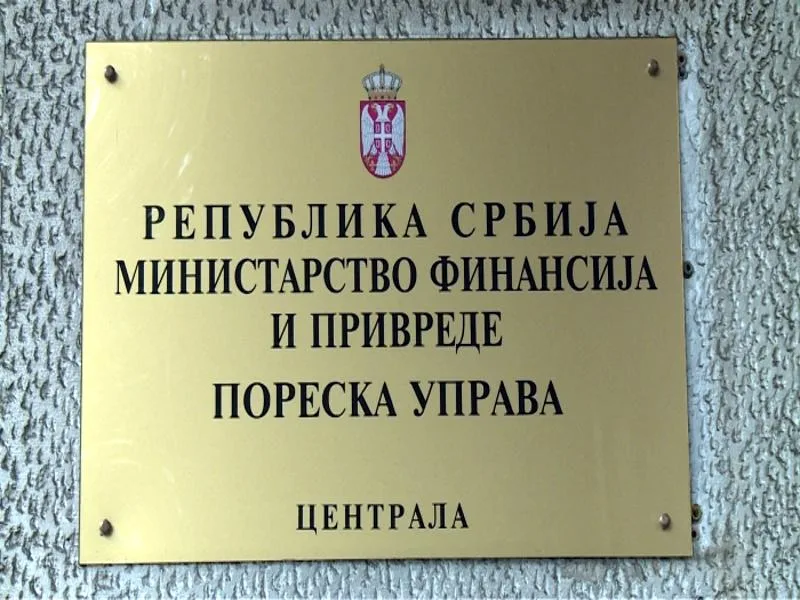 РЕПУБЛИКА СРБИЈА
МИНИСТАРСТВО ФИНАНСИЈА
И ПРИВРЕДЕ
ПОРЕСКА УПРАВА
ЦЕНТРАЛА